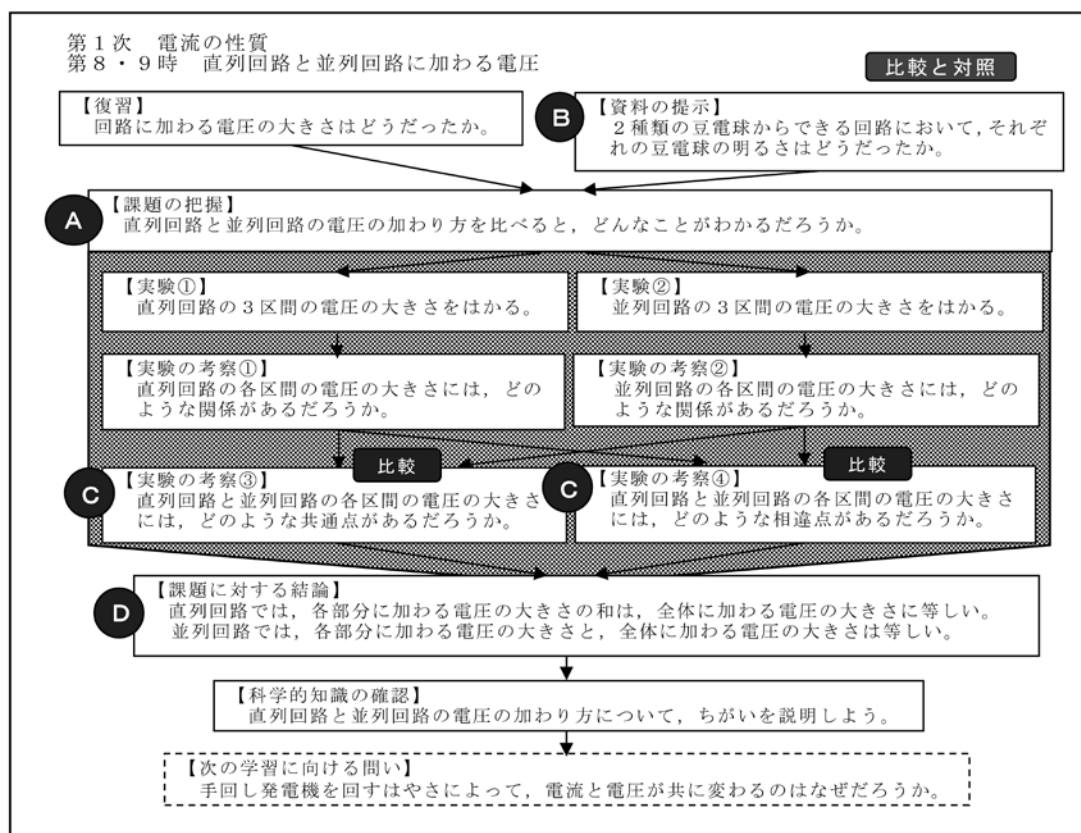 第１次　電流の性質
第８・９時　直列回路と並列回路に加わる電圧
比較と対照
【復習】
回路に加わる電圧の大きさはどうだったか。
B
【資料の提示】
２種類の豆電球からできる回路において，それぞ
れの豆電球の明るさはどうだったか。
A
【課題の把握】
直列回路と並列回路の電圧の加わり方を比べると，どんなことがわかるだろうか。
【実験①】
直列回路の３区間の電圧の大きさをはかる。
【実験②】
並列回路の３区間の電圧の大きさをはかる。
【実験の考察①】
直列回路の各区間の電圧の大きさには，どの
ような関係があるだろうか。
【実験の考察②】
並列回路の各区間の電圧の大きさには，どの
ような関係があるだろうか。
比較
比較
C
【実験の考察③】
直列回路と並列回路の各区間の電圧の大きさ
には，どのような共通点があるだろうか。
C
【実験の考察④】
直列回路と並列回路の各区間の電圧の大きさ
には，どのような相違点があるだろうか。
D
【課題に対する結論】
直列回路では，各部分に加わる電圧の大きさの和は，全体に加わる電圧の大きさに等しい。
並列回路では，各部分に加わる電圧の大きさと，全体に加わる電圧の大きさは等しい。
【科学的知識の確認】
直列回路と並列回路の電圧の加わり方について，ちがいを説明しよう。
【次の学習に向ける問い】
手回し発電機を回すはやさによって，電流と電圧が共に変わるのはなぜだろうか。